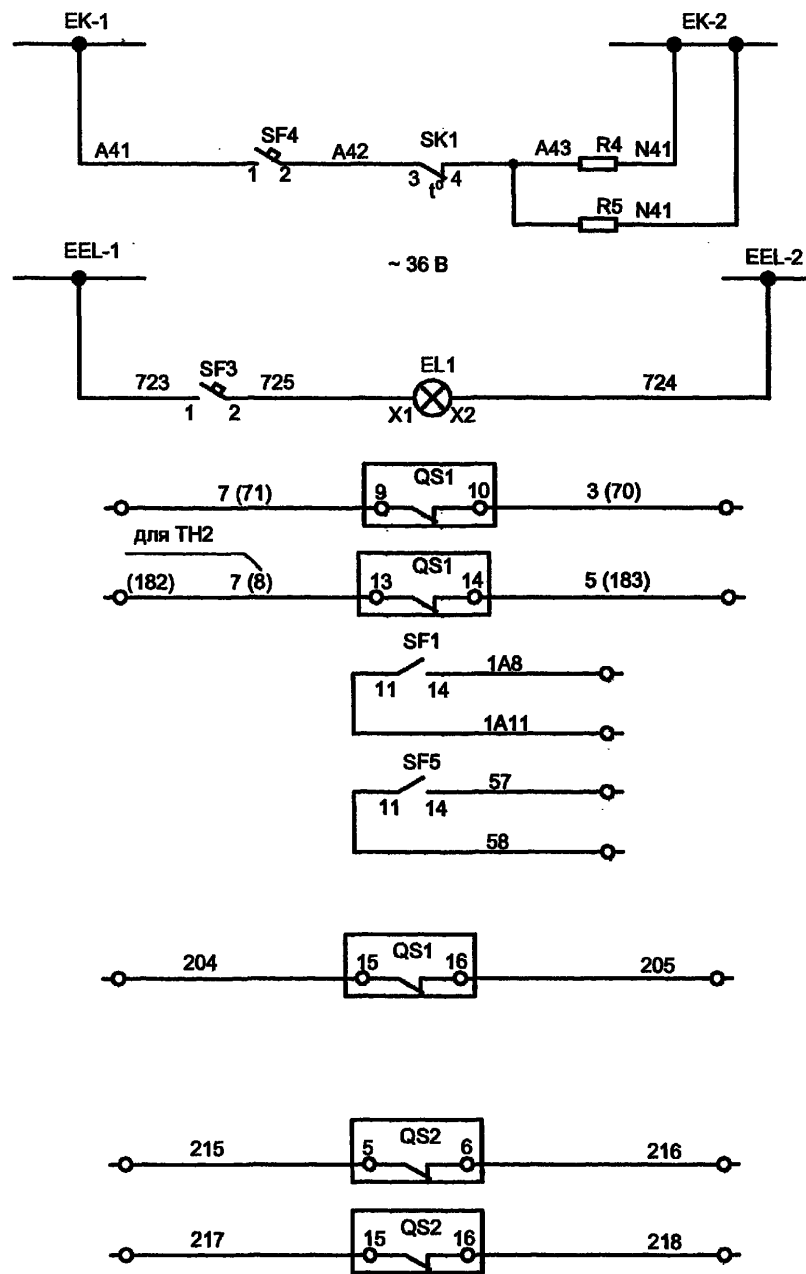 EK-1 EK-2
SF4 SK1 A43 R4 N41
A41 A42
1 2 3 4
t°
R5 N41
EEL-1 ~ 36 В EEL-2
SF3 EL1
723 725 724
1 2 X1 X2
QS1
7 (71) 9 10 3 (70)
для ТН2
QS1
(182) 7 (8) 13 14 5 (183)
SF1
1A8
11 14
1A11
SF5
57
11 14
58
QS1
204 15 16 205
QS2
215 5 6 216
QS2
217 15 16 218